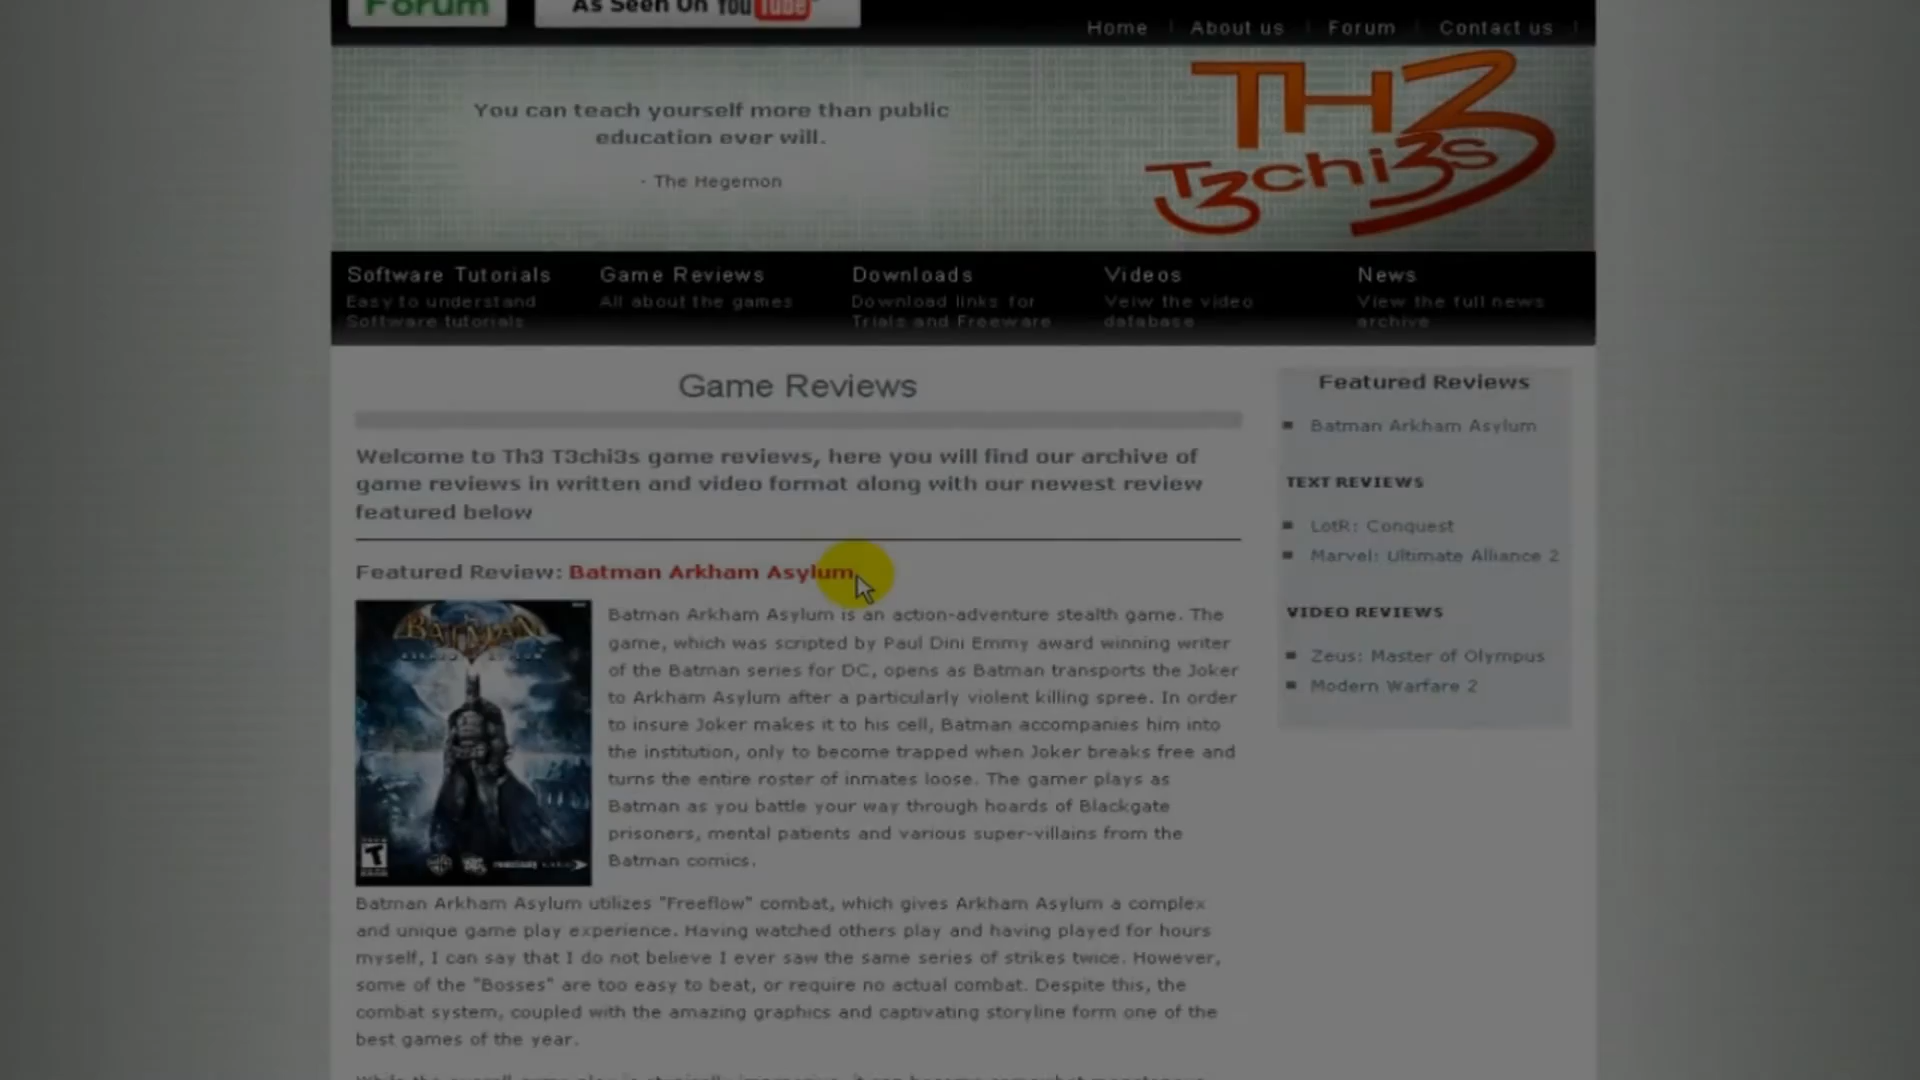 Forum
As Seen On YouTube
Home
About us
Forum
Contact us
You can teach yourself more than public
education ever will.
- The Hegemon
TH3
T3chi3s
Software Tutorials
Easy to understand
Software tutorials
Game Reviews
All about the games
Downloads
Download links for
Trials and Freeware
Videos
Veiw the video
database
News
View the full news
archive
Game Reviews
Welcome to Th3 T3chi3s game reviews, here you will find our archive of
game reviews in written and video format along with our newest review
featured below
Featured Review: Batman Arkham Asylum
BATMAN
T
Batman Arkham Asylum is an action-adventure stealth game. The
game, which was scripted by Paul Dini Emmy award winning writer
of the Batman series for DC, opens as Batman transports the Joker
to Arkham Asylum after a particularly violent killing spree. In order
to insure Joker makes it to his cell, Batman accompanies him into
the institution, only to become trapped when Joker breaks free and
turns the entire roster of inmates loose. The gamer plays as
Batman as you battle your way through hoards of Blackgate
prisoners, mental patients and various super-villains from the
Batman comics.
Batman Arkham Asylum utilizes "Freeflow" combat, which gives Arkham Asylum a complex
and unique game play experience. Having watched others play and having played for hours
myself, I can say that I do not believe I ever saw the same series of strikes twice. However,
some of the "Bosses" are too easy to beat, or require no actual combat. Despite this, the
combat system, coupled with the amazing graphics and captivating storyline form one of the
best games of the year.
Featured Reviews
Batman Arkham Asylum
TEXT REVIEWS
LotR: Conquest
Marvel: Ultimate Alliance 2
VIDEO REVIEWS
Zeus: Master of Olympus
Modern Warfare 2